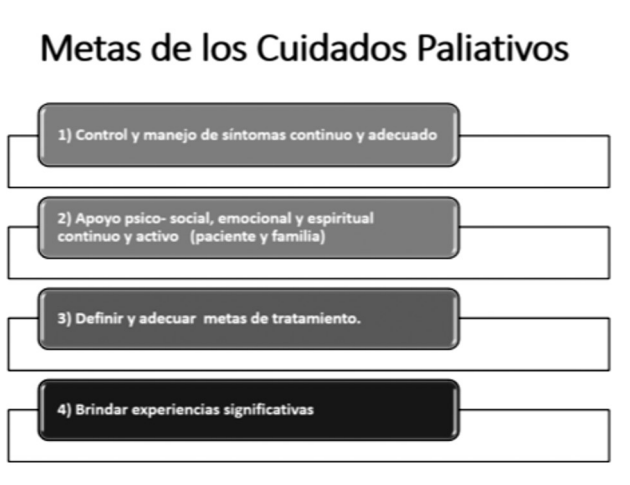 Metas de los Cuidados Paliativos
1) Control y manejo de síntomas continuo y adecuado
2) Apoyo psico- social, emocional y espiritual
continuo y activo (paciente y familia)
3) Definir y adecuar metas de tratamiento.
4) Brindar experiencias significativas